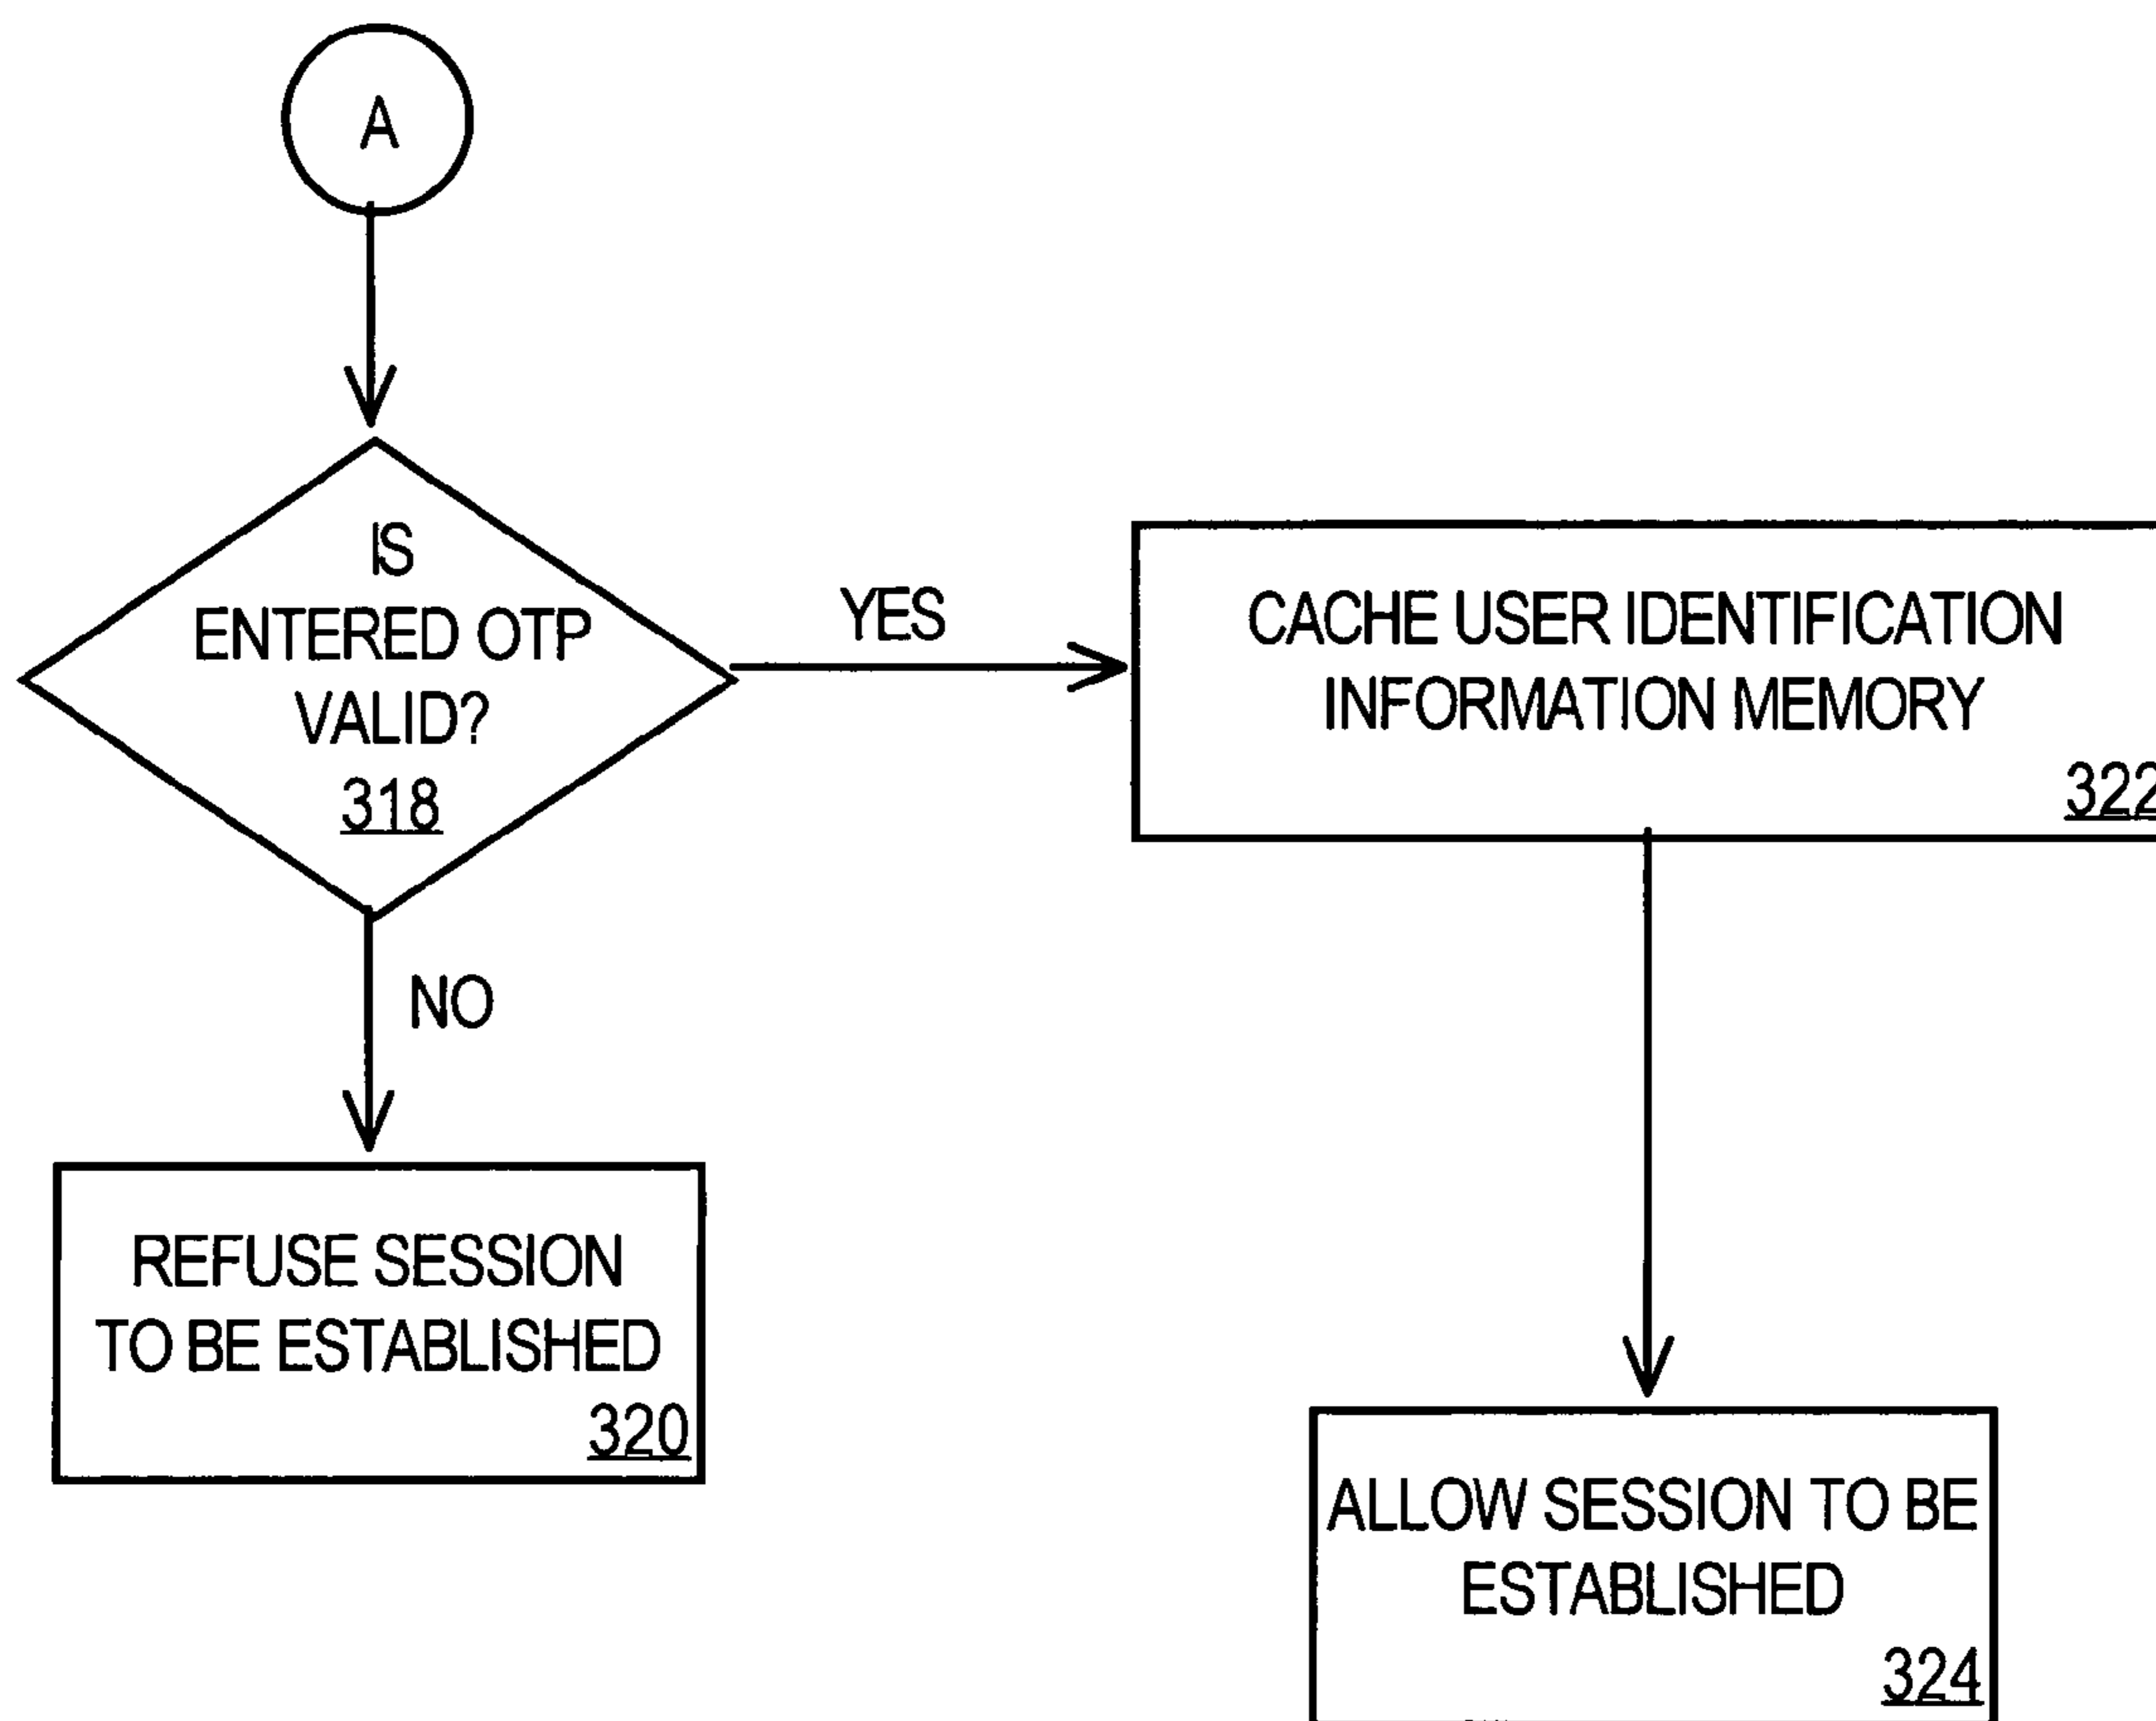 A
IS
ENTERED OTP
VALID?
318
YES
CACHE USER IDENTIFICATION
INFORMATION MEMORY
322
NO
REFUSE SESSION
TO BE ESTABLISHED
320
ALLOW SESSION TO BE
ESTABLISHED
324